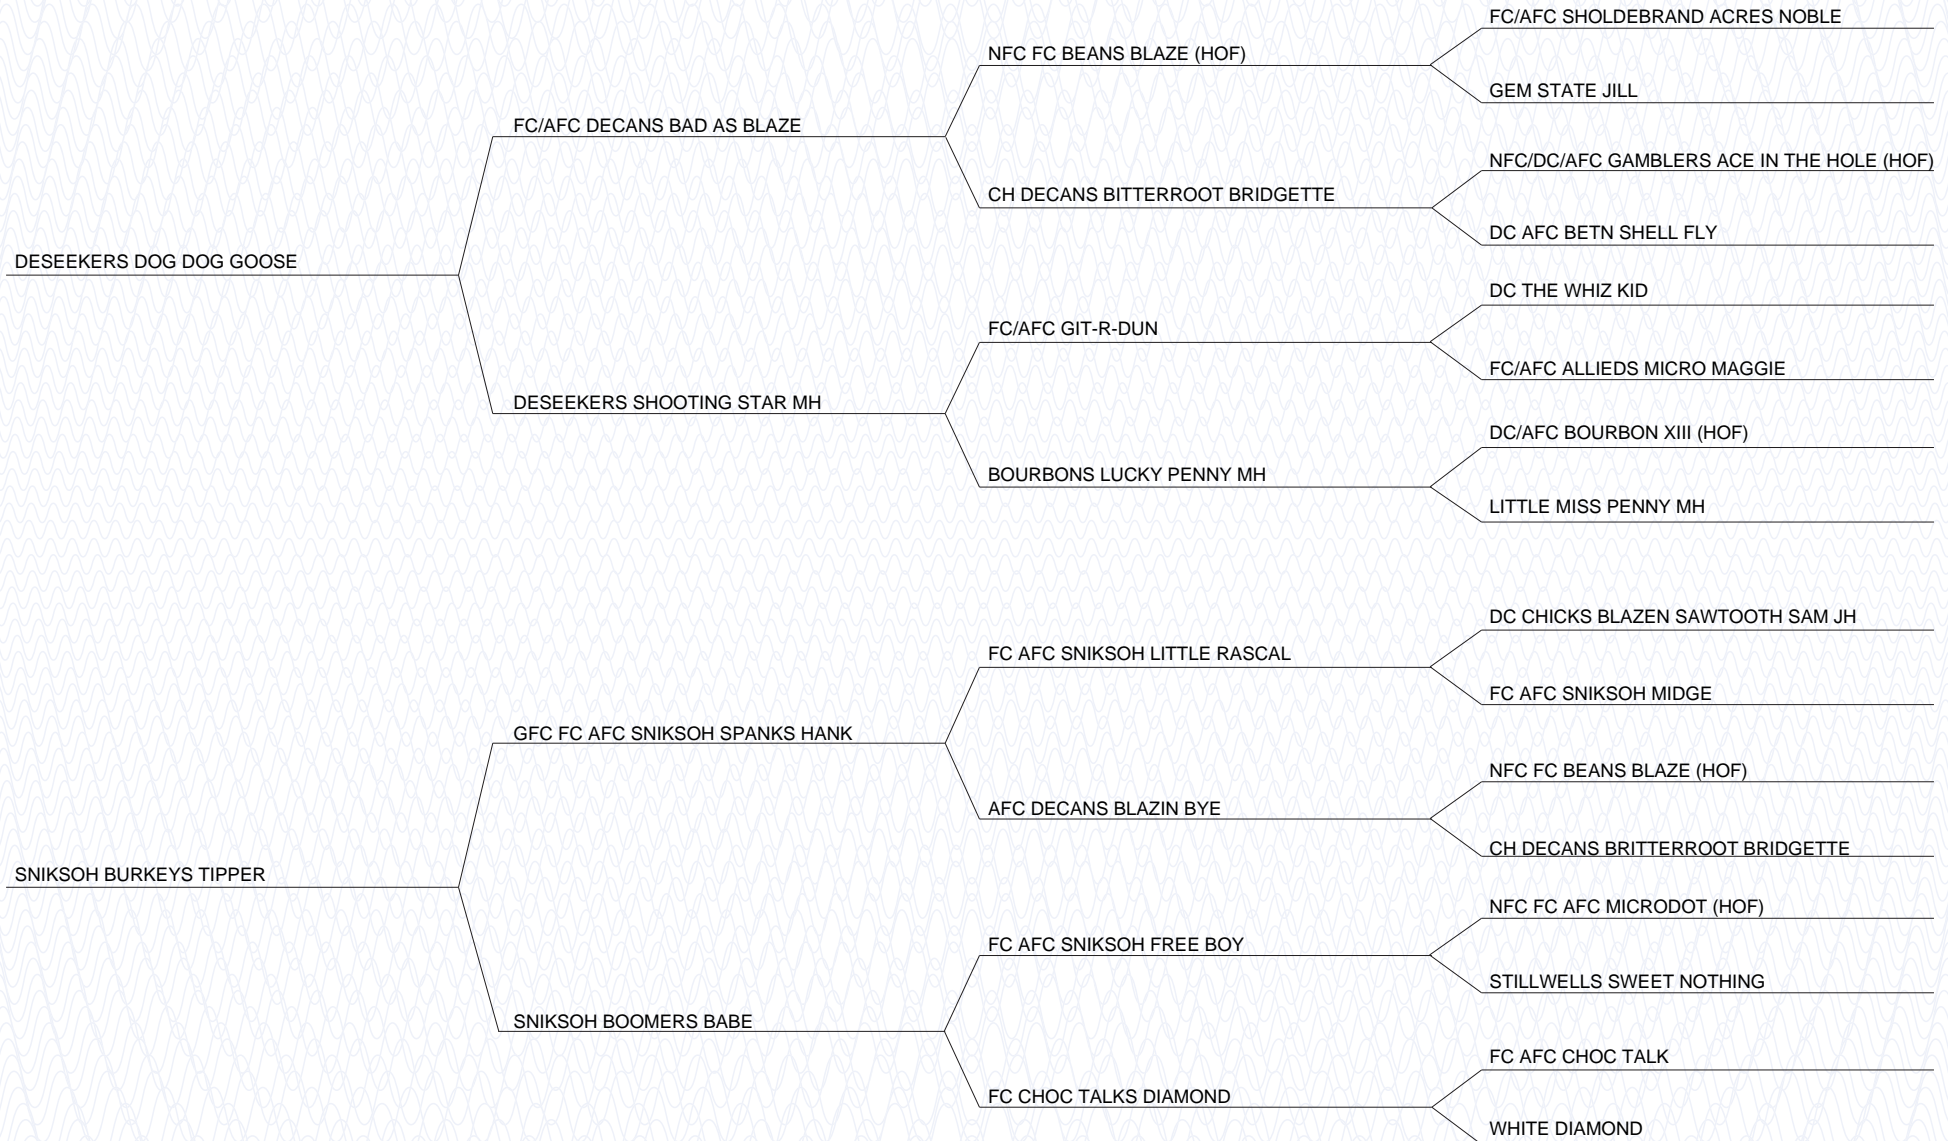 FC/AFC SHOLDEBRAND ACRES NOBLE
NFC FC BEANS BLAZE (HOF)
GEM STATE JILL
FC/AFC DECANS BAD AS BLAZE
NFC/DC/AFC GAMBLERS ACE IN THE HOLE (HOF)
CH DECANS BITTERROOT BRIDGETTE
DC AFC BETN SHELL FLY
DESEEKERS DOG DOG GOOSE
DC THE WHIZ KID
FC/AFC GIT-R-DUN
FC/AFC ALLIEDS MICRO MAGGIE
DESEEKERS SHOOTING STAR MH
DC/AFC BOURBON XIII (HOF)
BOURBONS LUCKY PENNY MH
LITTLE MISS PENNY MH
DC CHICKS BLAZEN SAWTOOTH SAM JH
FC AFC SNIKSOH LITTLE RASCAL
FC AFC SNIKSOH MIDGE
GFC FC AFC SNIKSOH SPANKS HANK
NFC FC BEANS BLAZE (HOF)
AFC DECANS BLAZIN BYE
CH DECANS BRITTERROOT BRIDGETTE
SNIKSOH BURKEYS TIPPER
NFC FC AFC MICRODOT (HOF)
FC AFC SNIKSOH FREE BOY
STILLWELLS SWEET NOTHING
SNIKSOH BOOMERS BABE
FC AFC CHOC TALK
FC CHOC TALKS DIAMOND
WHITE DIAMOND